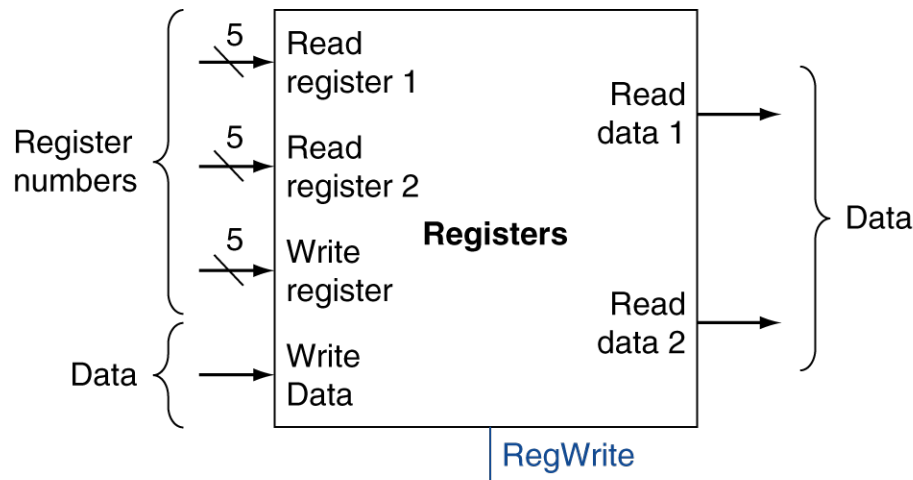 Register
numbers
Data
5
Read
register 1
5
Read
register 2
5
Write
register
Write
Data
Registers
Read
data 1
Read
data 2
Data
RegWrite